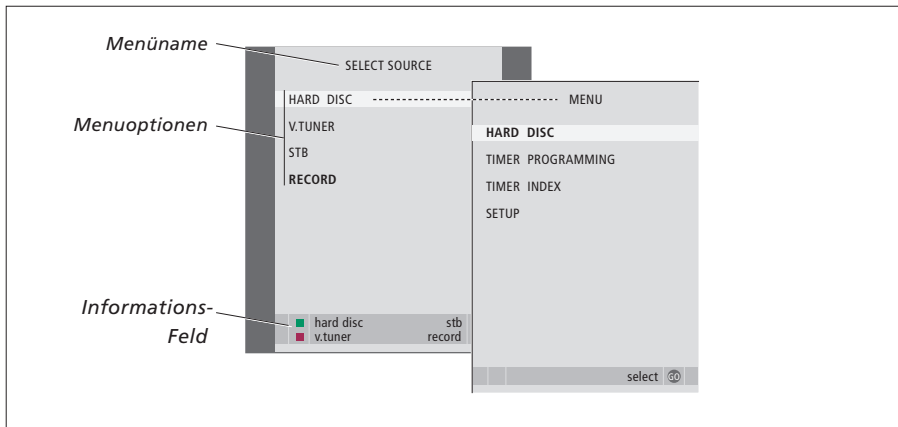 Menüname
SELECT SOURCE
HARD DISC
V.TUNER
STB
RECORD
Menuoptionen
Informations-
Feld
hard disc stb
v.tuner record
MENU
HARD DISC
TIMER PROGRAMMING
TIMER INDEX
SETUP
select GO